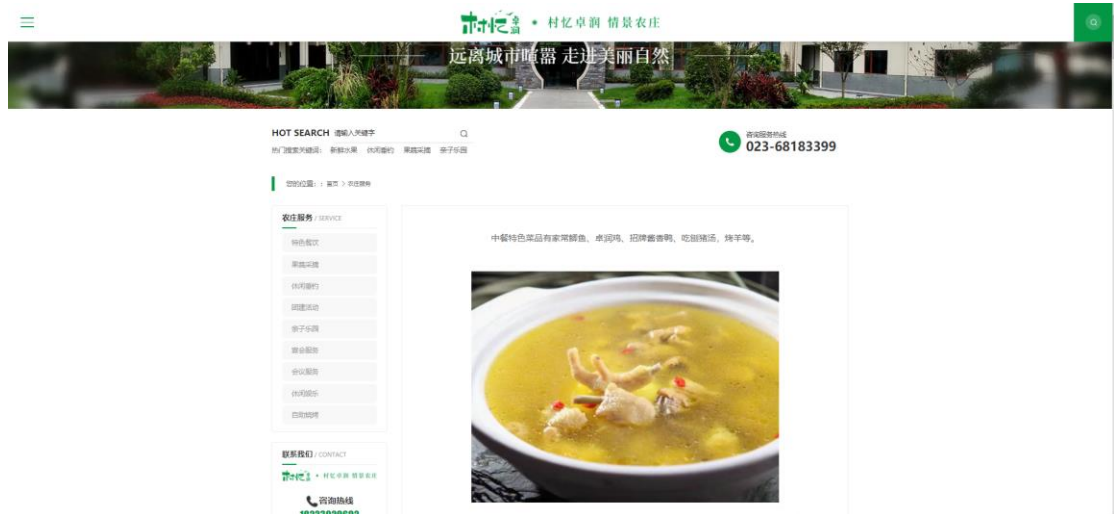 村忆卓润 • 村忆卓润 情景农庄
远离城市喧嚣 走进美丽自然
HOT SEARCH 请输入关键字
热门搜索关键词： 新鲜水果 休闲垂钓 果蔬采摘 亲子乐园
咨询服务热线
023-68183399
您的位置：：首页 > 农庄服务
农庄服务 / SERVICE
特色餐饮
果蔬采摘
休闲垂钓
团建活动
亲子乐园
宴会服务
会议服务
休闲娱乐
自助烧烤
中餐特色菜品有家常鲫鱼、卓润鸡、招牌酱香鸭、吃刨猪汤、烤羊等。
联系我们 / CONTACT
村忆卓润 • 村忆卓润 情景农庄
咨询热线